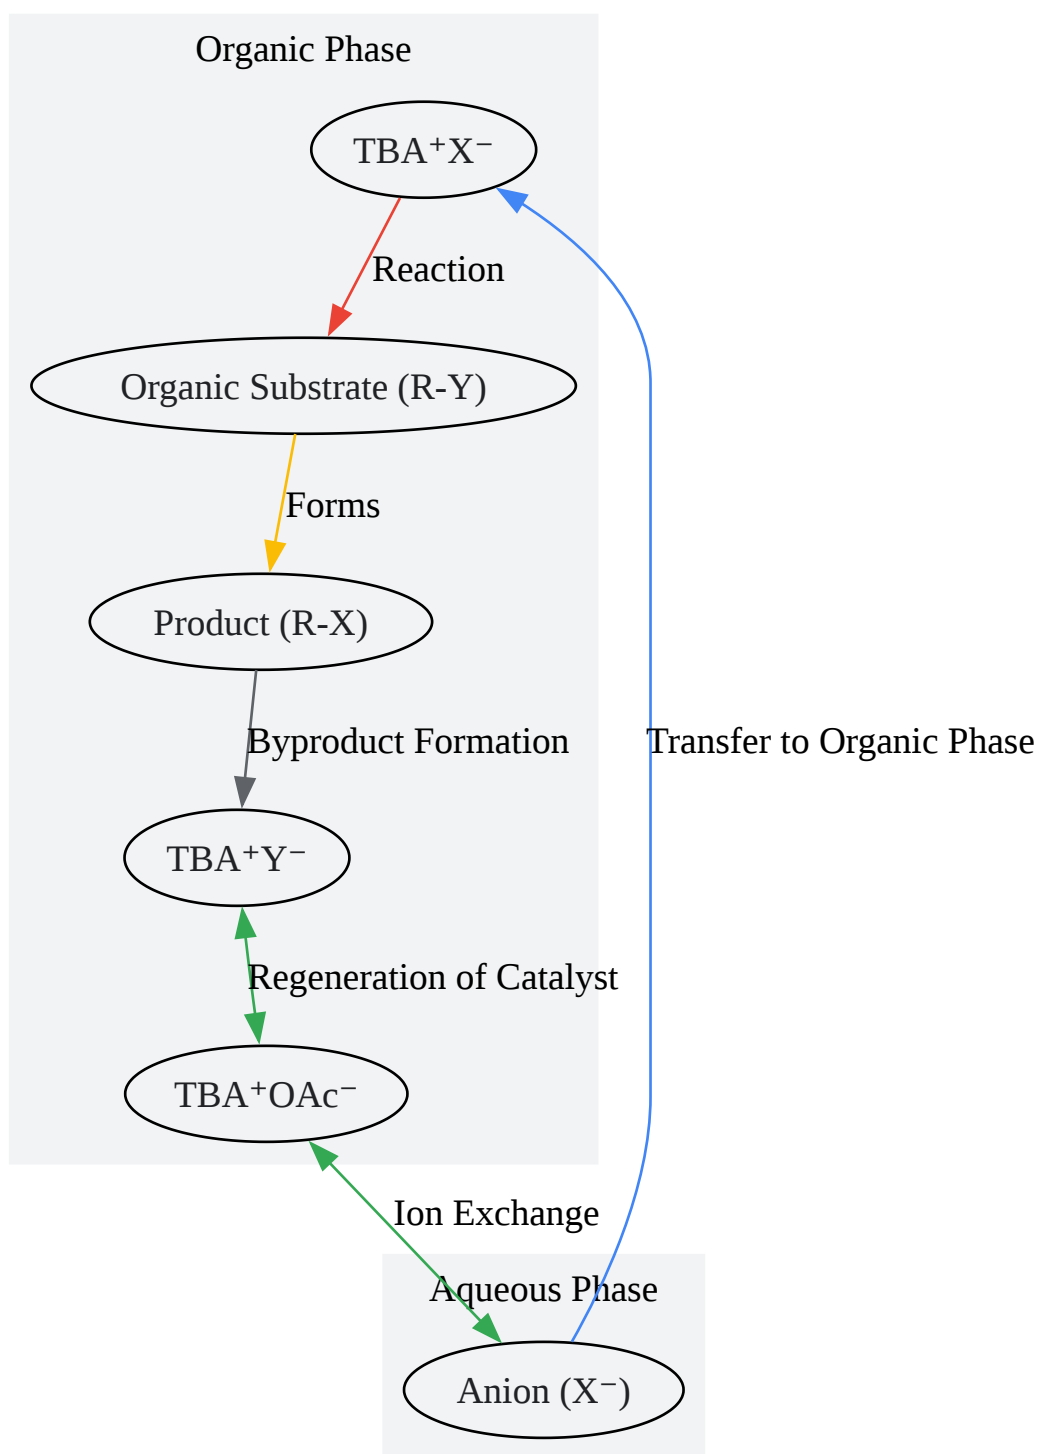 Organic Phase
TBA⁺X⁻
Reaction
Organic Substrate (R-Y)
Forms
Product (R-X)
Byproduct Formation
Transfer to Organic Phase
TBA⁺Y⁻
Regeneration of Catalyst
TBA⁺OAc⁻
Ion Exchange
Aqueous Phase
Anion (X⁻)